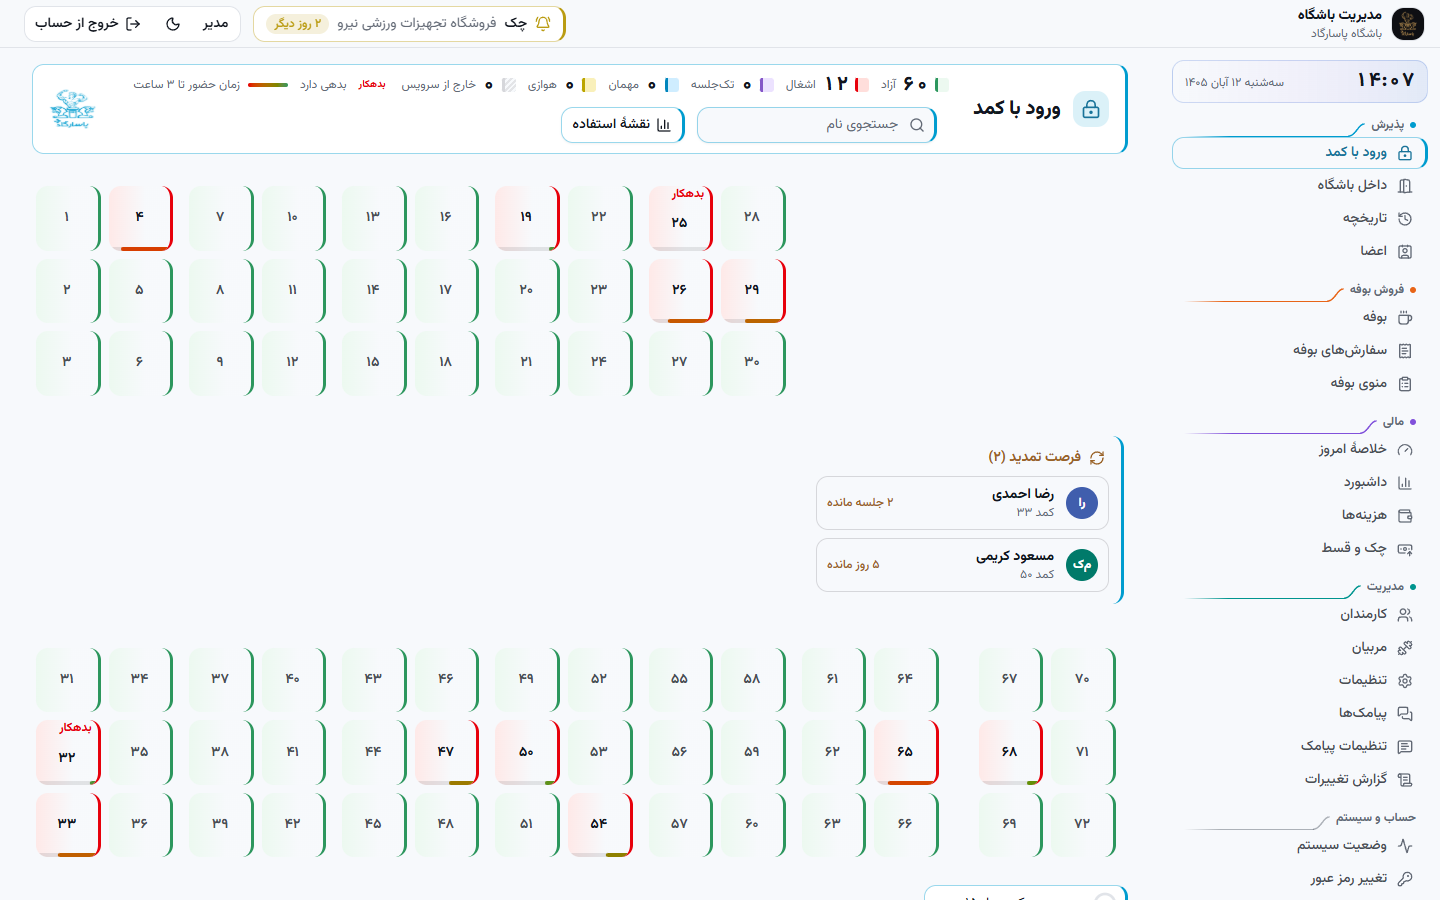 مدیریت باشگاه
باشگاه پاسارگاد
چک فروشگاه تجهیزات ورزشی نیرو ۲ روز دیگر
مدیر
خروج از حساب
۱۴:۰۷
سه‌شنبه ۱۲ آبان ۱۴۰۵
پذیرش
ورود با کمد
داخل باشگاه
تاریخچه
اعضا
فروش بوفه
بوفه
سفارش‌های بوفه
منوی بوفه
مالی
خلاصهٔ امروز
داشبورد
هزینه‌ها
چک و قسط
مدیریت
کارمندان
مربیان
تنظیمات
پیامک‌ها
تنظیمات پیامک
گزارش تغییرات
حساب و سیستم
وضعیت سیستم
تغییر رمز عبور
ورود با کمد
۶۰ آزاد ۱۲ اشغال ۰ تک‌جلسه ۰ مهمان ۰ هوازی ۰ خارج از سرویس بدهکار بدهی دارد زمان حضور تا ۳ ساعت
جستجوی نام
نقشهٔ استفاده
پاسارگاد
۲۸ بدهکار ۲۵ ۲۲ ۱۹ ۱۶ ۱۳ ۱۰ ۷ ۴ ۱
۲۹ ۲۶ ۲۳ ۲۰ ۱۷ ۱۴ ۱۱ ۸ ۵ ۲
۳۰ ۲۷ ۲۴ ۲۱ ۱۸ ۱۵ ۱۲ ۹ ۶ ۳
فرصت تمدید (۲)
را رضا احمدی ۲ جلسه مانده
کمد ۳۳
م‌ک مسعود کریمی ۵ روز مانده
کمد ۵۰
۷۰ ۶۷ ۶۴ ۶۱ ۵۸ ۵۵ ۵۲ ۴۹ ۴۶ ۴۳ ۴۰ ۳۷ ۳۴ ۳۱
۷۱ ۶۸ ۶۵ ۶۲ ۵۹ ۵۶ ۵۳ ۵۰ ۴۷ ۴۴ ۴۱ ۳۸ ۳۵ بدهکار ۳۲
۷۲ ۶۹ ۶۶ ۶۳ ۶۰ ۵۷ ۵۴ ۵۱ ۴۸ ۴۵ ۴۲ ۳۹ ۳۶ ۳۳